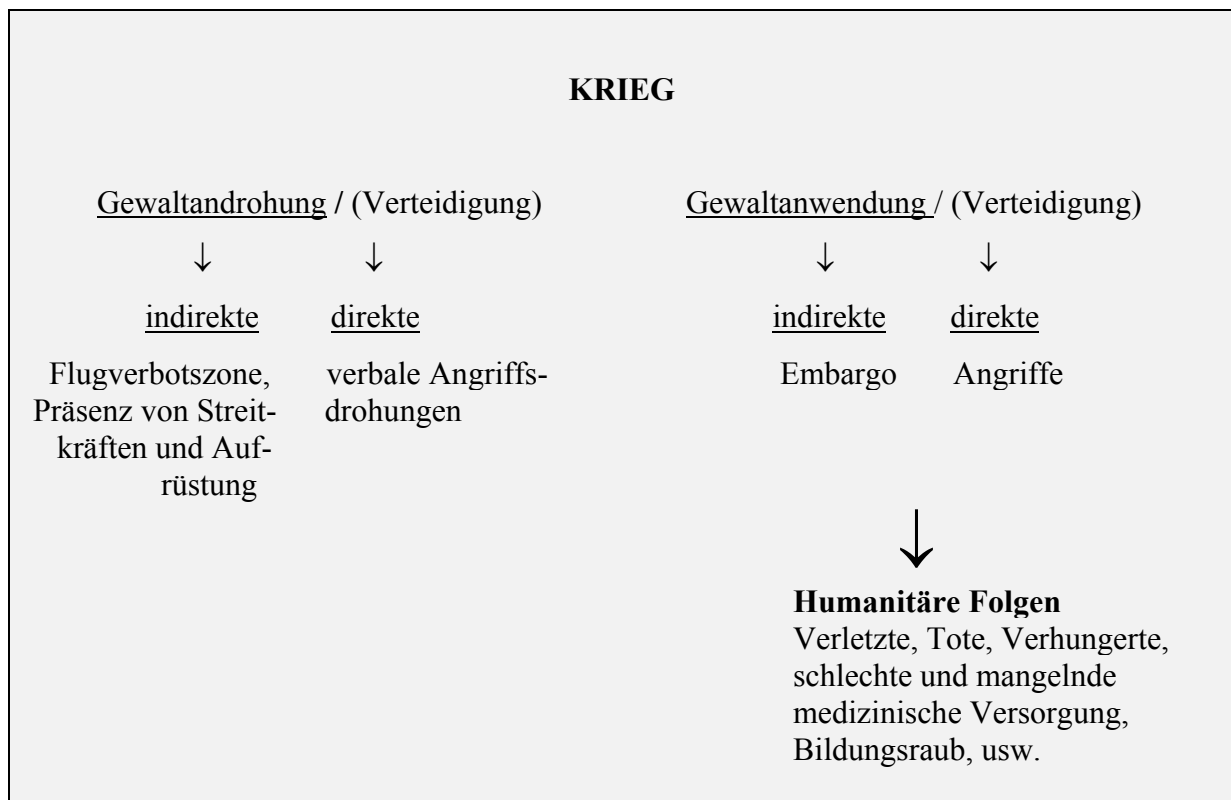 KRIEG
Gewaltandrohung / (Verteidigung) Gewaltanwendung / (Verteidigung)
↓ ↓ ↓ ↓
indirekte direkte indirekte direkte
Flugverbotszone, verbale Angriffs- Embargo Angriffe
Präsenz von Streit- drohungen
kräften und Auf-
rüstung
↓
Humanitäre Folgen
Verletzte, Tote, Verhungerte,
schlechte und mangelnde
medizinische Versorgung,
Bildungsraub, usw.